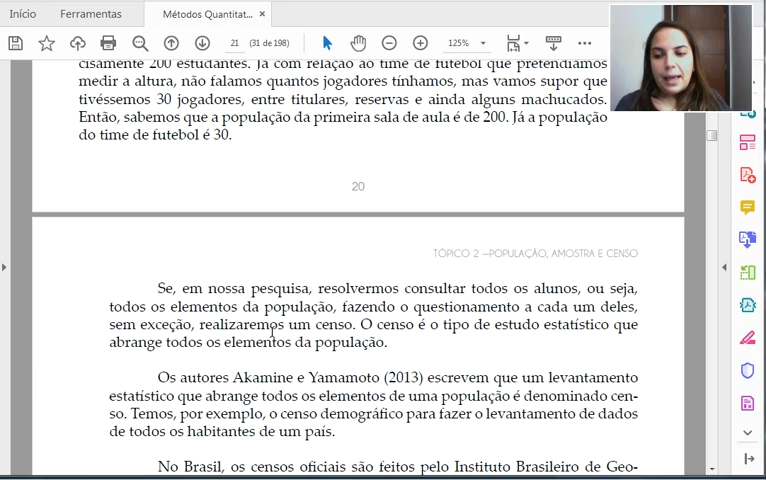 Início
Ferramentas
Métodos Quantitat... ×
21 (31 de 198)
125%
cisamente 200 estudantes. Já com relação ao time de futebol que pretendíamos
medir a altura, não falamos quantos jogadores tínhamos, mas vamos supor que
tivéssemos 30 jogadores, entre titulares, reservas e ainda alguns machucados.
Então, sabemos que a população da primeira sala de aula é de 200. Já a população
do time de futebol é 30.
20
TÓPICO 2 —POPULAÇÃO, AMOSTRA E CENSO
Se, em nossa pesquisa, resolvermos consultar todos os alunos, ou seja,
todos os elementos da população, fazendo o questionamento a cada um deles,
sem exceção, realizaremos um censo. O censo é o tipo de estudo estatístico que
abrange todos os elementos da população.
Os autores Akamine e Yamamoto (2013) escrevem que um levantamento
estatístico que abrange todos os elementos de uma população é denominado cen-
so. Temos, por exemplo, o censo demográfico para fazer o levantamento de dados
de todos os habitantes de um país.
No Brasil, os censos oficiais são feitos pelo Instituto Brasileiro de Geo-